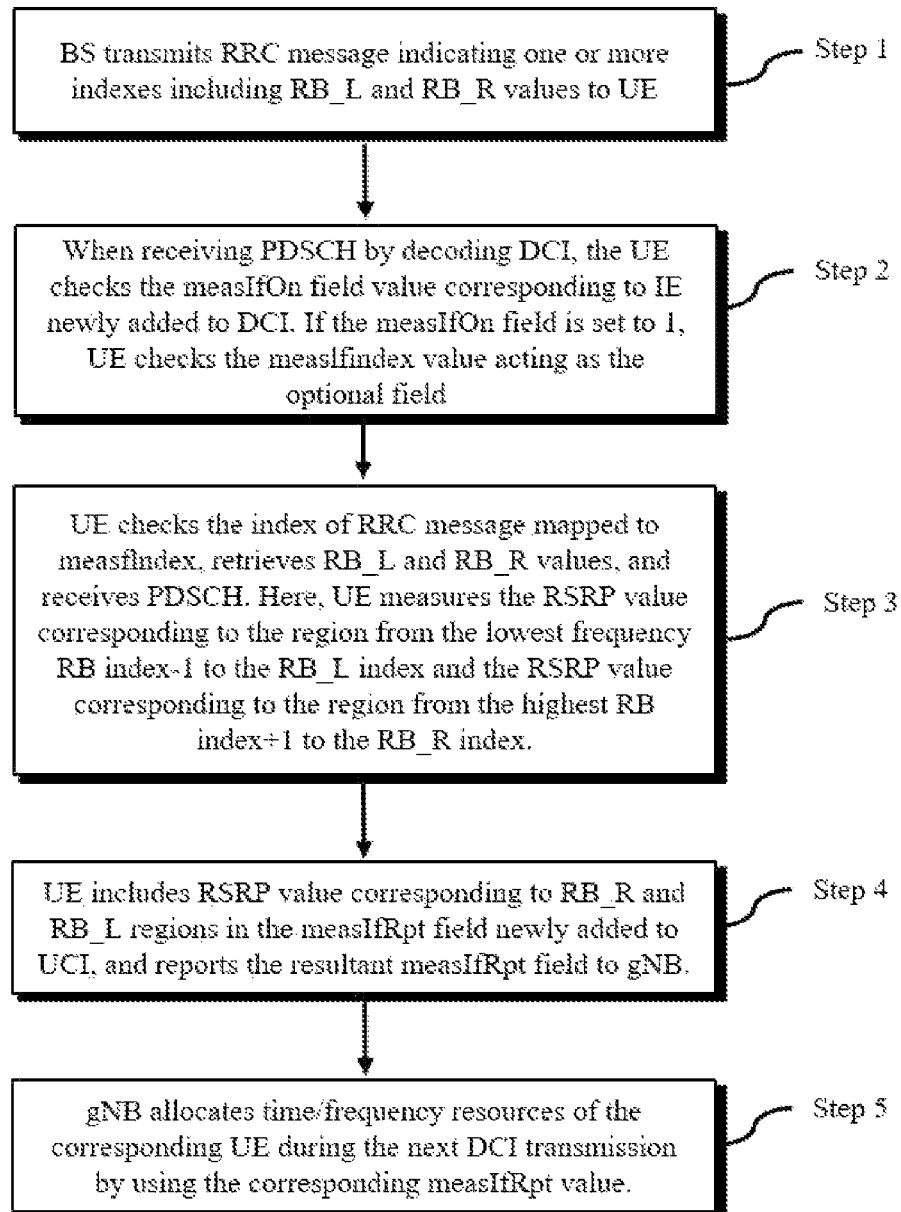 BS transmits RRC message indicating one or more
indexes including RB_L and RB_R values to UE
Step 1
When receiving PDSCH by decoding DCI, the UE
checks the measIfOn field value corresponding to IE
newly added to DCI. If the measIfOn field is set to 1,
UE checks the measIfindex value acting as the
optional field
Step 2
UE checks the index of RRC message mapped to
measfIndex, retrieves RB_L and RB_R values, and
receives PDSCH. Here, UE measures the RSRP value
corresponding to the region from the lowest frequency
RB index-1 to the RB_L index and the RSRP value
corresponding to the region from the highest RB
index+1 to the RB_R index.
Step 3
UE includes RSRP value corresponding to RB_R and
RB_L regions in the measIfRpt field newly added to
UCI, and reports the resultant measIfRpt field to gNB.
Step 4
gNB allocates time/frequency resources of the
corresponding UE during the next DCI transmission
by using the corresponding measIfRpt value.
Step 5